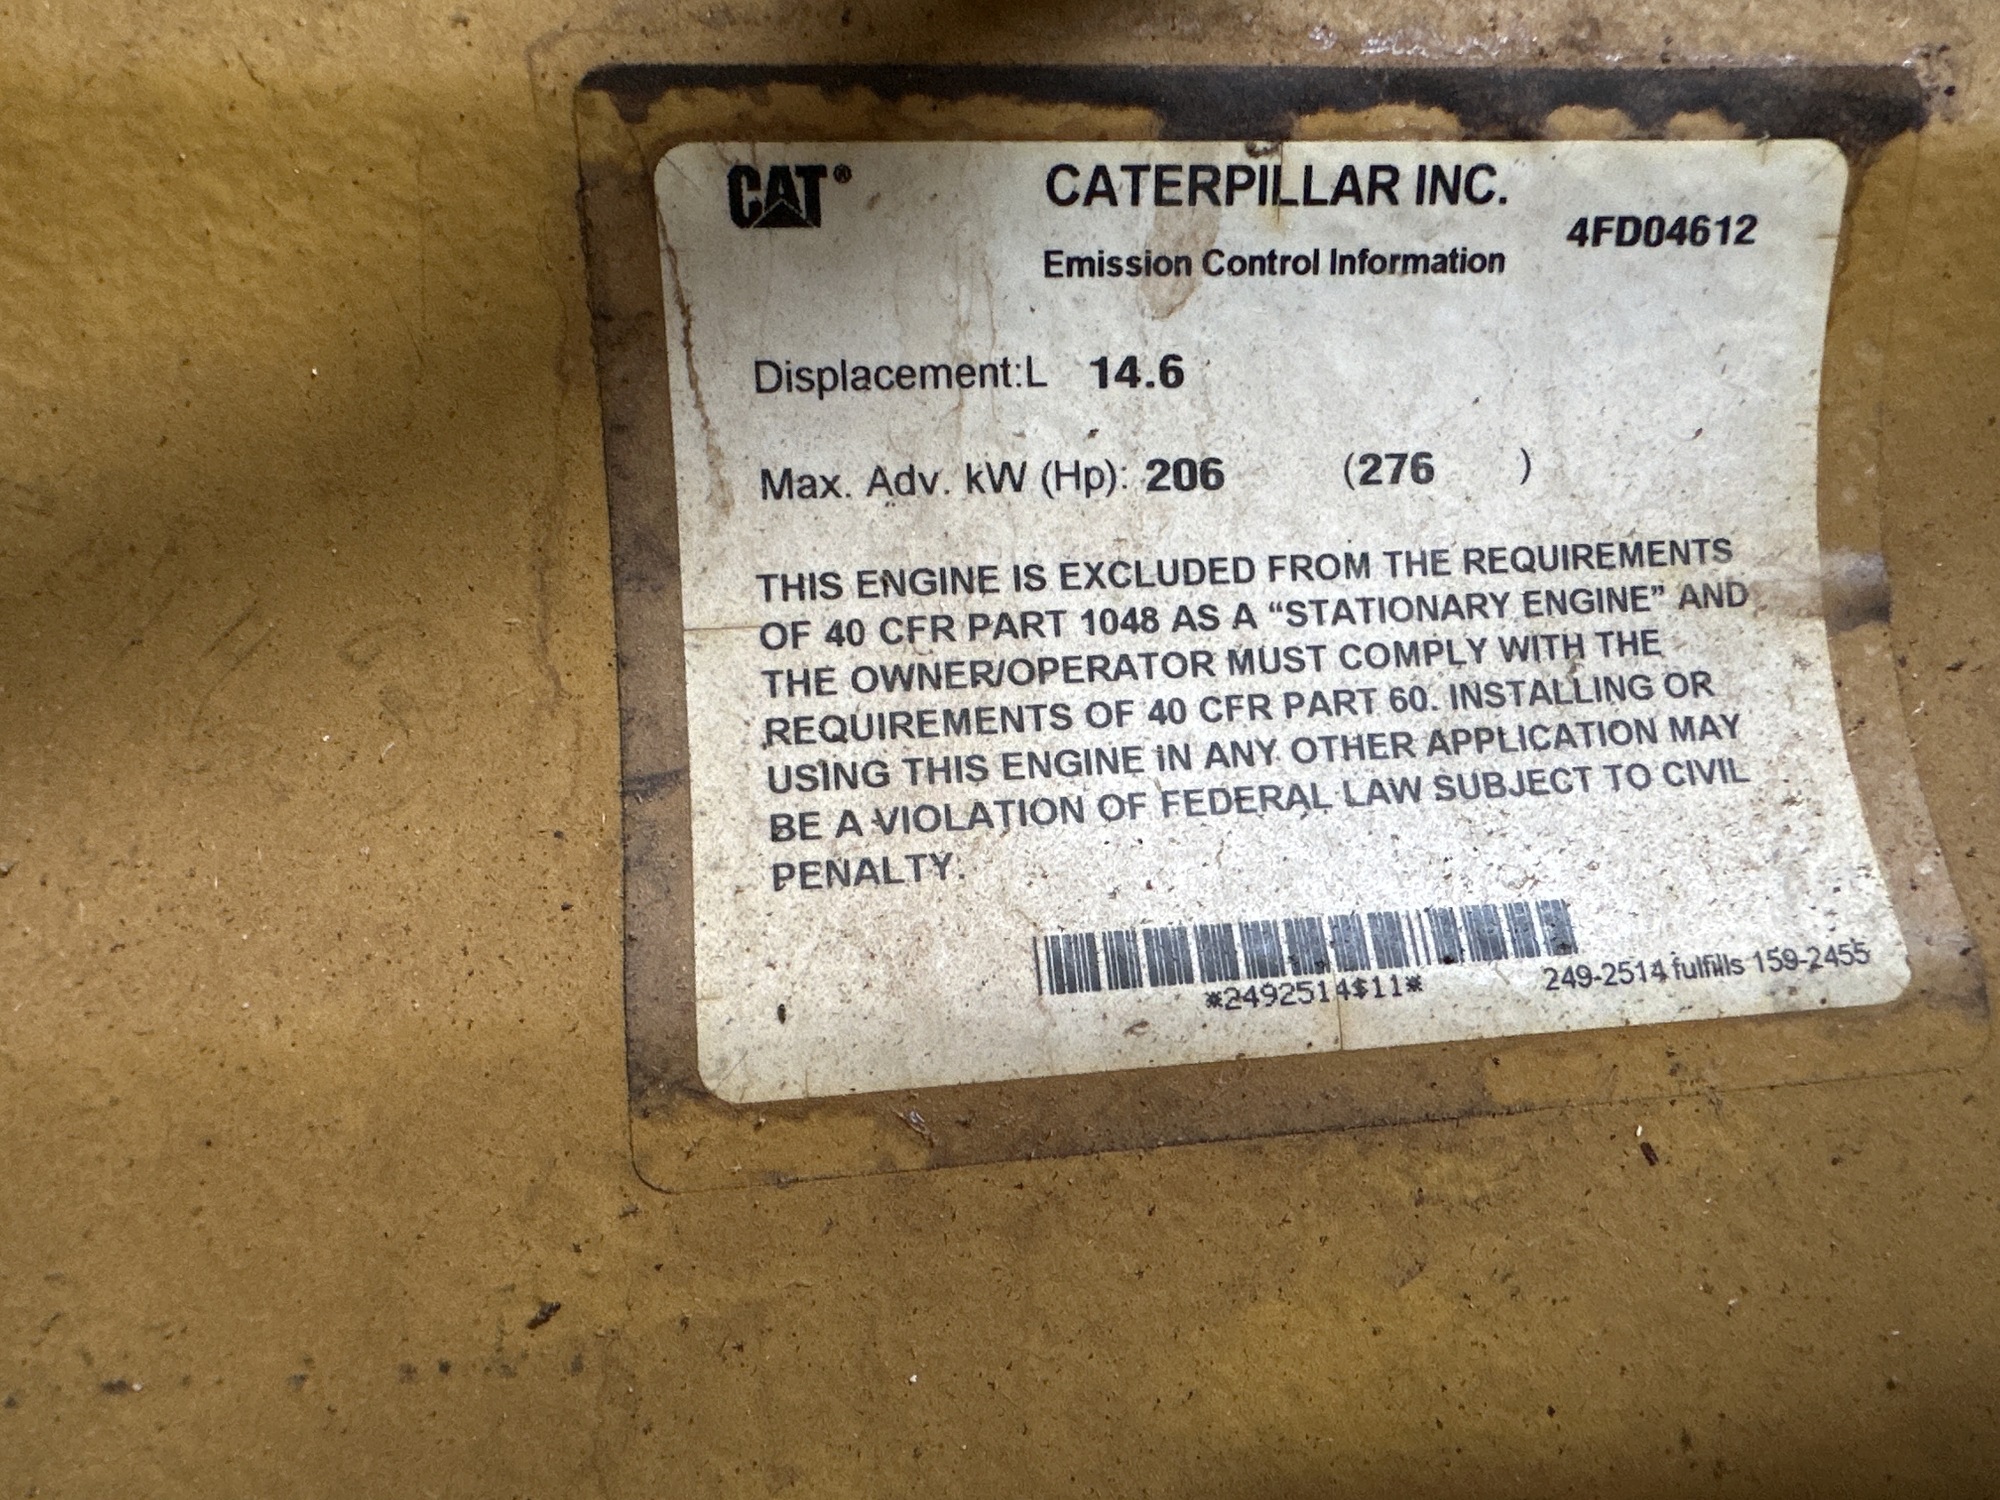 CAT®
CATERPILLAR INC.
4FD04612
Emission Control Information
Displacement:L 14.6
Max. Adv. kW (Hp): 206 (276 )
THIS ENGINE IS EXCLUDED FROM THE REQUIREMENTS
OF 40 CFR PART 1048 AS A “STATIONARY ENGINE” AND
THE OWNER/OPERATOR MUST COMPLY WITH THE
REQUIREMENTS OF 40 CFR PART 60. INSTALLING OR
USING THIS ENGINE IN ANY OTHER APPLICATION MAY
BE A VIOLATION OF FEDERAL LAW SUBJECT TO CIVIL
PENALTY.
*2492514$11*
249-2514 fulfills 159-2455